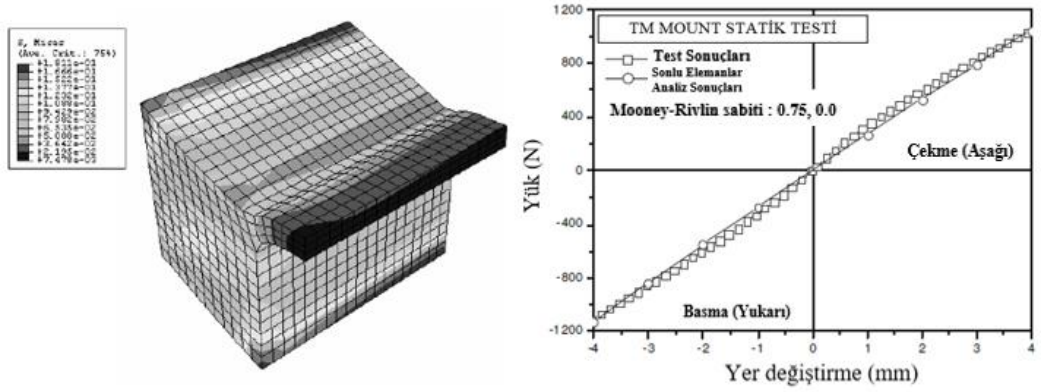 S, Mises
(Ave. Crit.: 75%)
TM MOUNT STATİK TESTİ
Test Sonuçları
Sonlu Elemanlar
Analiz Sonuçları
Mooney-Rivlin sabiti : 0.75, 0.0
Çekme (Aşağı)
Basma (Yukarı)
Yük (N)
1200
800
400
0
-400
-800
-1200
-4
-3
-2
-1
0
1
2
3
4
Yer değiştirme (mm)